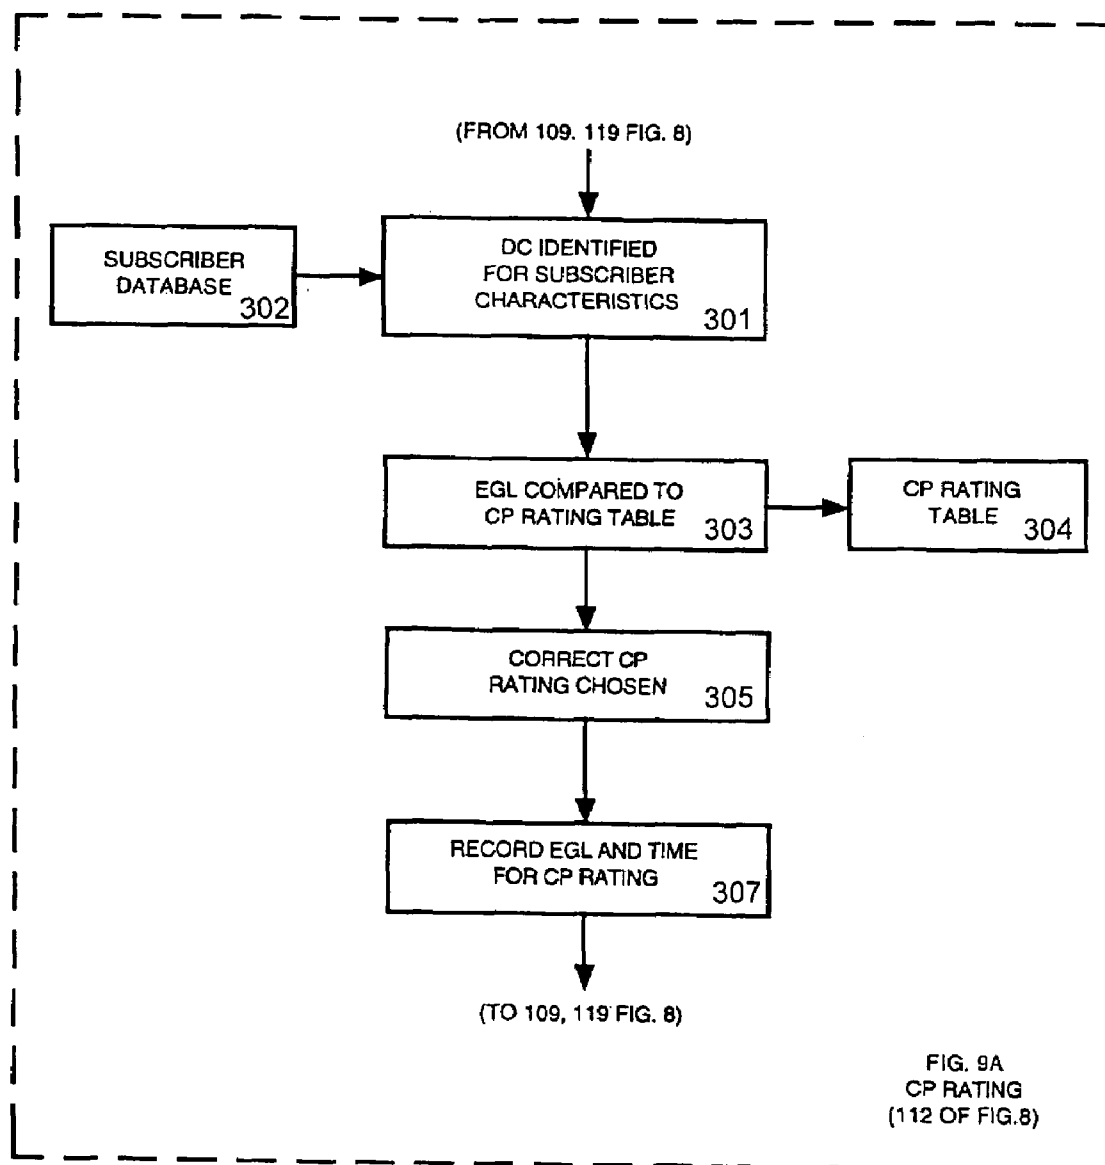 (FROM 109. 119 FIG. 8)
SUBSCRIBER
DATABASE
302
DC IDENTIFIED
FOR SUBSCRIBER
CHARACTERISTICS
301
EGL COMPARED TO
CP RATING TABLE
303
CP RATING
TABLE
304
CORRECT CP
RATING CHOSEN
305
RECORD EGL AND TIME
FOR CP RATING
307
(TO 109, 119 FIG. 8)
FIG. 9A
CP RATING
(112 OF FIG.8)